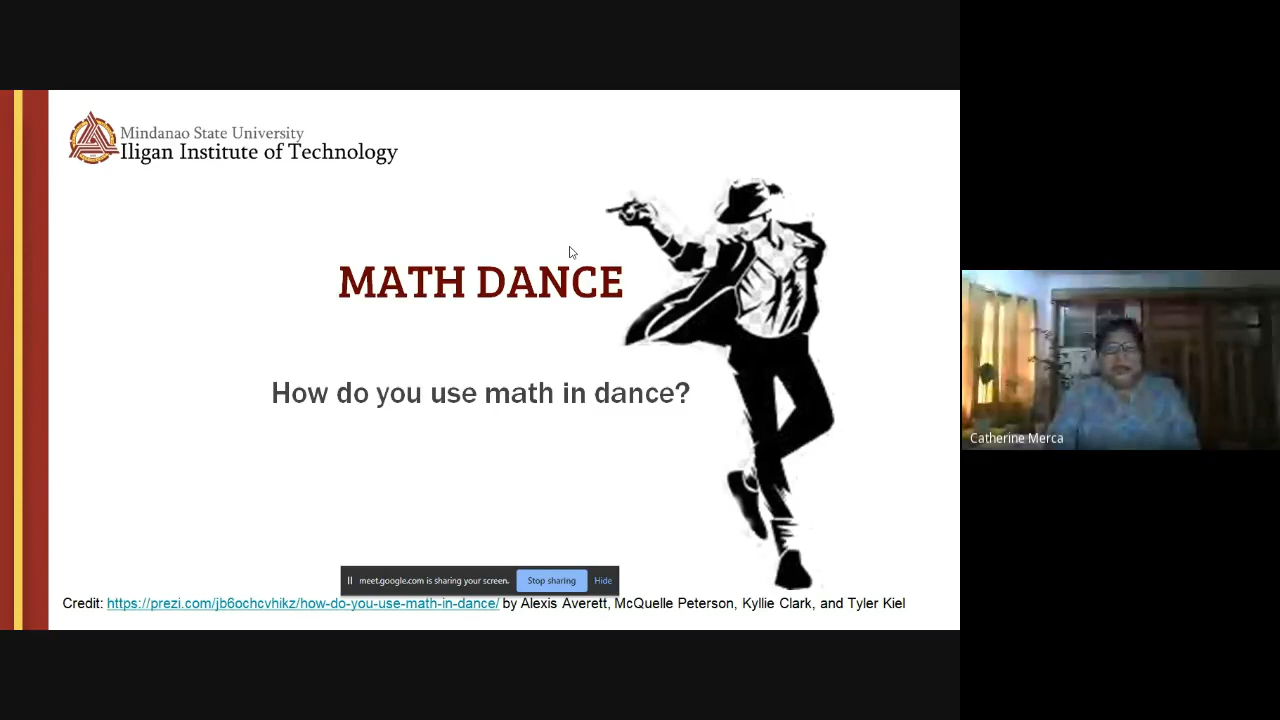 Mindanao State University
Iligan Institute of Technology
MATH DANCE
How do you use math in dance?
meet.google.com is sharing your screen. Stop sharing Hide
Credit: https://prezi.com/jb6ochcvhikz/how-do-you-use-math-in-dance/ by Alexis Averett, McQuelle Peterson, Kyllie Clark, and Tyler Kiel
Catherine Merca